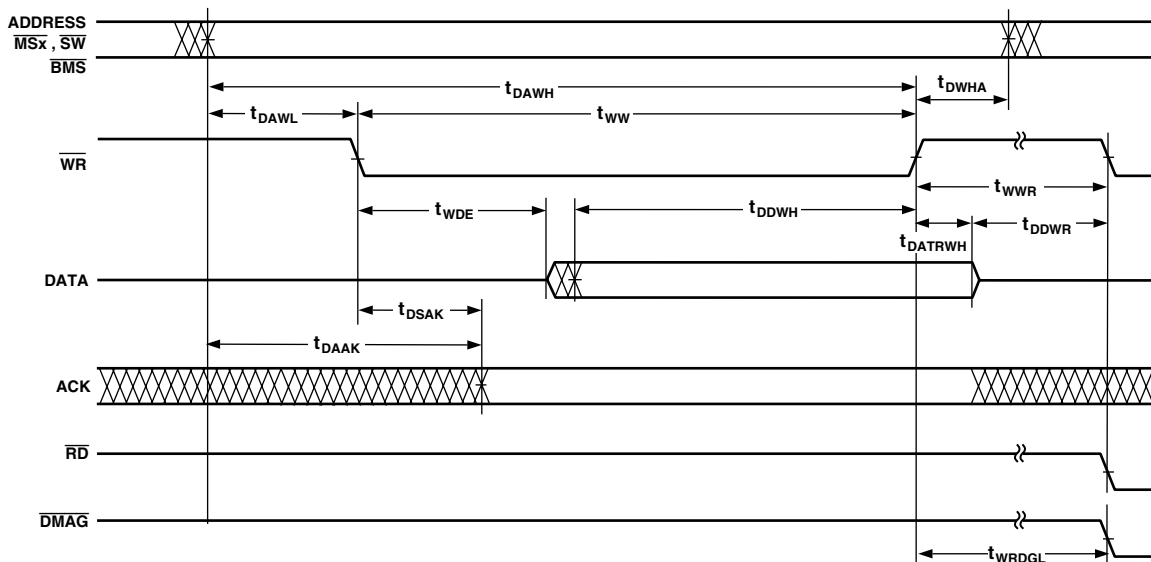 ADDRESS
MSx , SW
BMS
tDAWH
tDWHA
tDAWL
tWW
WR
tWWR
tWDE
tDDWH
tDATRWH
tDDWR
DATA
tDSAK
tDAAK
ACK
RD
DMAG
tWRDGL